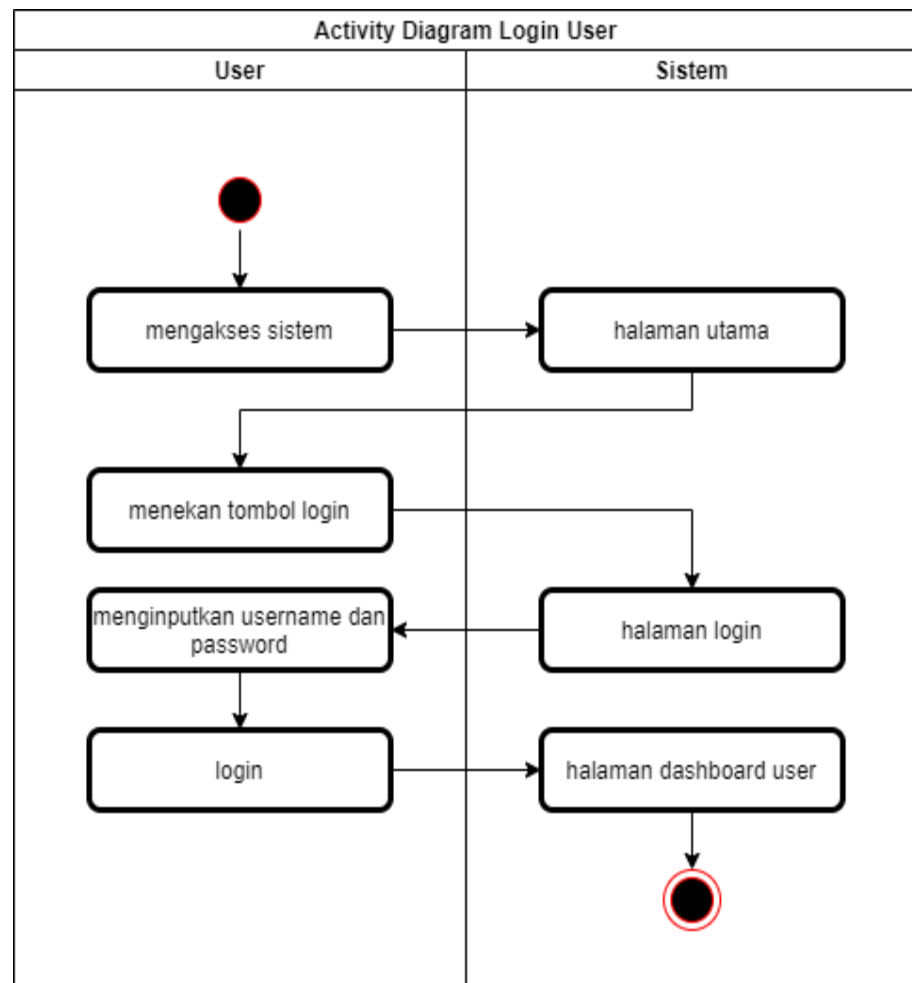 Activity Diagram Login User
User
Sistem
mengakses sistem
halaman utama
menekan tombol login
halaman login
menginputkan username dan
password
login
halaman dashboard user